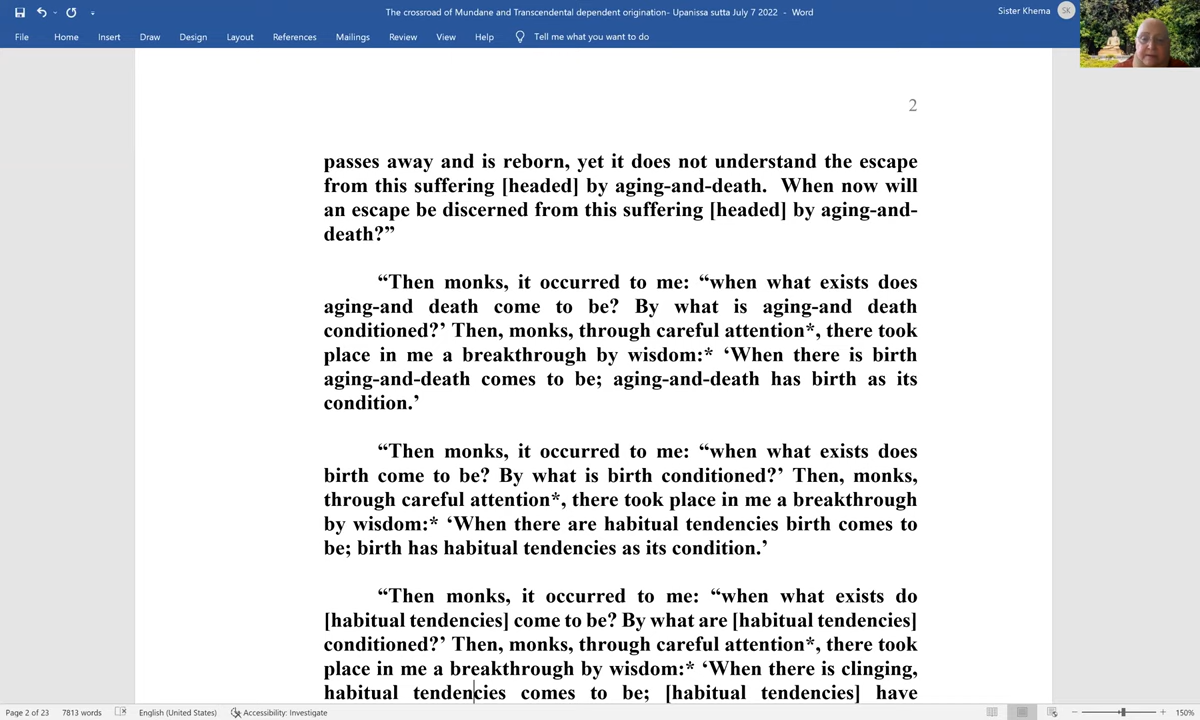 The crossroad of Mundane and Transcendental dependent origination- Upanissa sutta July 7 2022 - Word
Sister Khema
SK
File Home Insert Draw Design Layout References Mailings Review View Help Tell me what you want to do
2
passes away and is reborn, yet it does not understand the escape
from this suffering [headed] by aging-and-death. When now will
an escape be discerned from this suffering [headed] by aging-and-
death?”
“Then monks, it occurred to me: “when what exists does
aging-and death come to be? By what is aging-and death
conditioned?’ Then, monks, through careful attention*, there took
place in me a breakthrough by wisdom:* ‘When there is birth
aging-and-death comes to be; aging-and-death has birth as its
condition.’
“Then monks, it occurred to me: “when what exists does
birth come to be? By what is birth conditioned?’ Then, monks,
through careful attention*, there took place in me a breakthrough
by wisdom:* ‘When there are habitual tendencies birth comes to
be; birth has habitual tendencies as its condition.’
“Then monks, it occurred to me: “when what exists do
[habitual tendencies] come to be? By what are [habitual tendencies]
conditioned?’ Then, monks, through careful attention*, there took
place in me a breakthrough by wisdom:* ‘When there is clinging,
habitual tendencies comes to be; [habitual tendencies] have
Page 2 of 23 7813 words English (United States) Accessibility: Investigate 150%